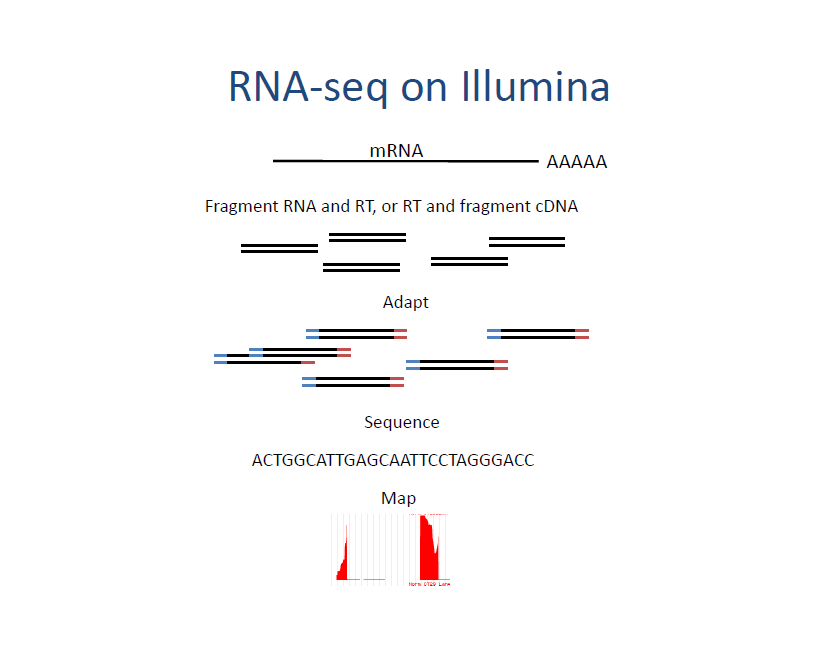 RNA-seq on Illumina
mRNA
AAAAA
Fragment RNA and RT, or RT and fragment cDNA
Adapt
Sequence
ACTGGCATTGAGCAATTCCTAGGGACC
Map